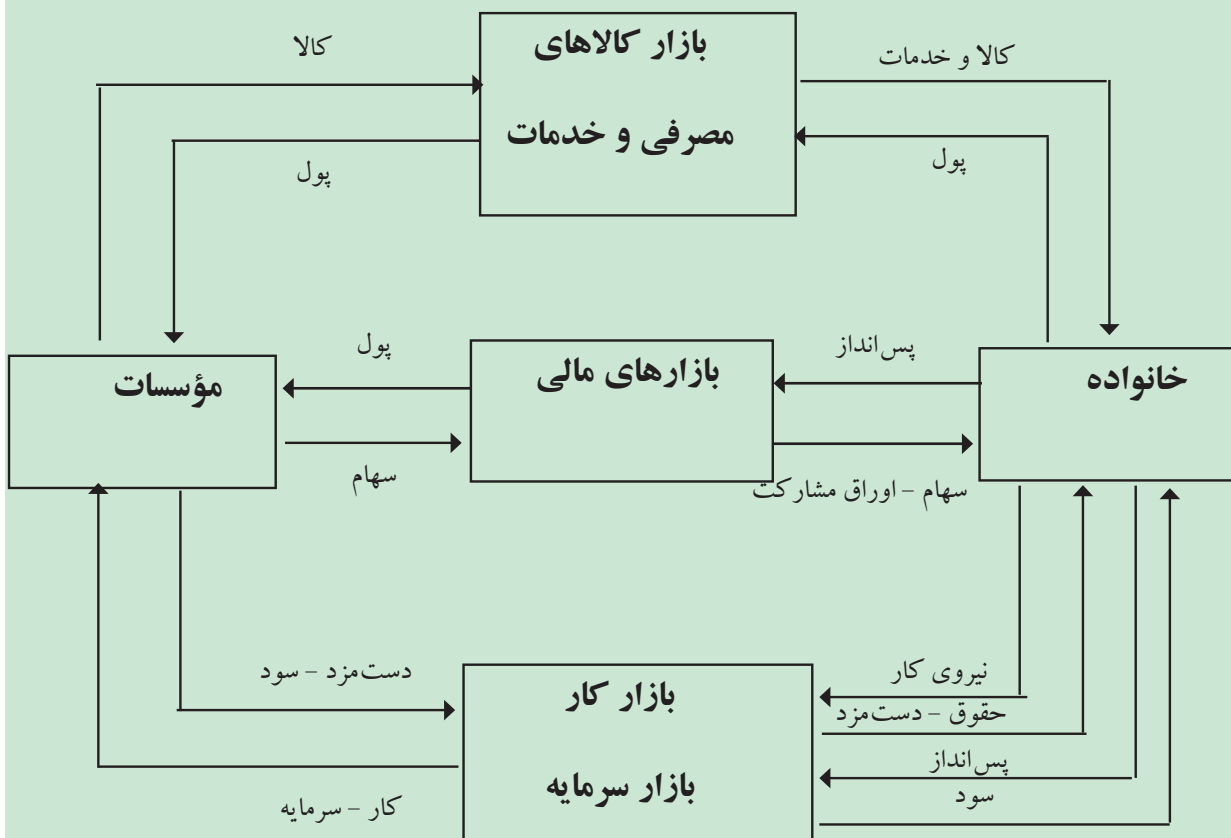 بازار کالاهای
مصرفی و خدمات
کالا و خدمات
کالا
پول
پول
خانواده
پس‌انداز
بازارهای مالی
پول
مؤسسات
سهام – اوراق مشارکت
سهام
نیروی کار
حقوق – دست‌مزد
پس‌انداز
سود
بازار کار
بازار سرمایه
دست‌مزد – سود
کار – سرمایه